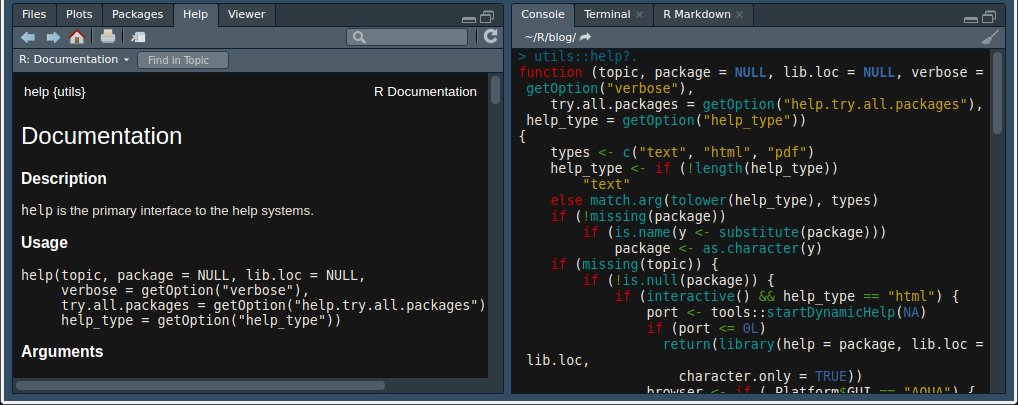 Files Plots Packages Help Viewer
R: Documentation Find in Topic
help {utils} R Documentation
Documentation
Description
help is the primary interface to the help systems.
Usage
help(topic, package = NULL, lib.loc = NULL,
     verbose = getOption("verbose"),
     try.all.packages = getOption("help.try.all.packages")
     help_type = getOption("help_type"))
Arguments
Console Terminal R Markdown
~/R/blog/
> utils::help?.
function (topic, package = NULL, lib.loc = NULL, verbose =
 getOption("verbose"),
    try.all.packages = getOption("help.try.all.packages"),
 help_type = getOption("help_type"))
{
    types <- c("text", "html", "pdf")
    help_type <- if (!length(help_type))
        "text"
    else match.arg(tolower(help_type), types)
    if (!missing(package))
        if (is.name(y <- substitute(package)))
            package <- as.character(y)
    if (missing(topic)) {
        if (!is.null(package)) {
            if (interactive() && help_type == "html") {
                port <- tools::startDynamicHelp(NA)
                if (port <= 0L)
                  return(library(help = package, lib.loc =
 lib.loc,
                    character.only = TRUE))
                browser <- if (.Platform$GUI == "AQUA") {